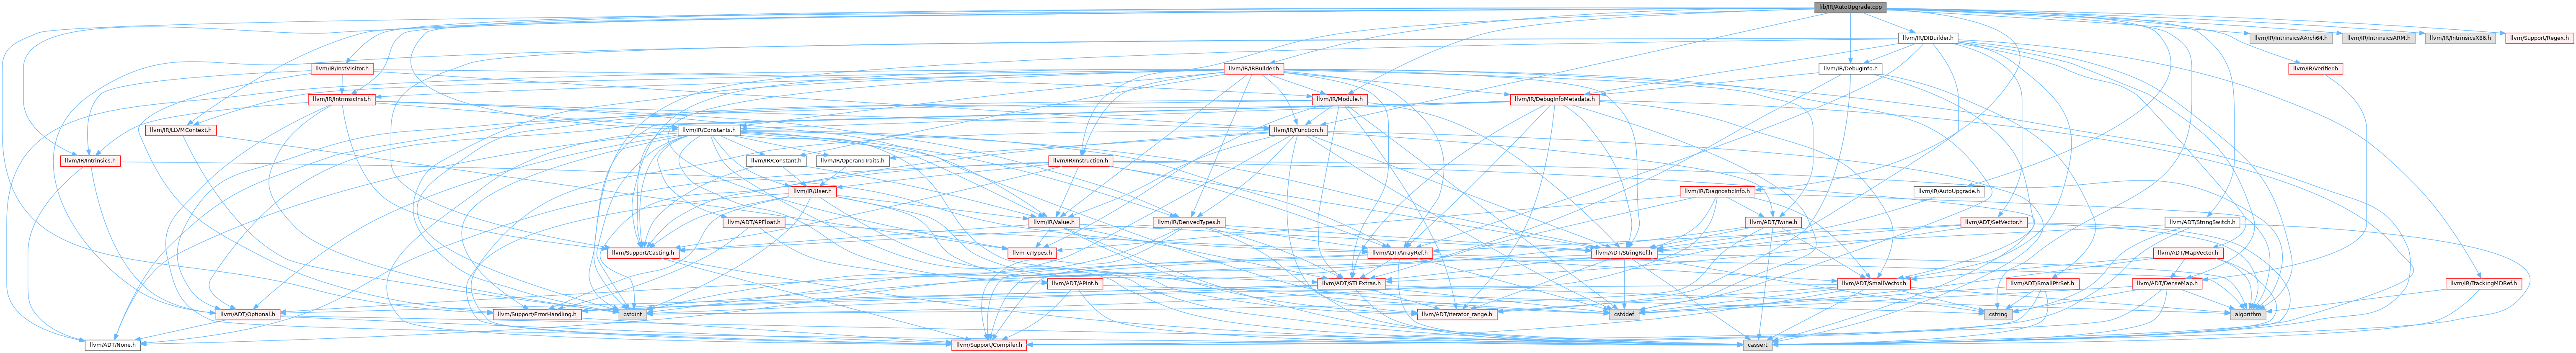 lib/IR/AutoUpgrade.cpp
llvm/IR/DIBuilder.h
llvm/IR/IntrinsicsAArch64.h
llvm/IR/IntrinsicsARM.h
llvm/IR/IntrinsicsX86.h
llvm/Support/Regex.h
llvm/IR/InstVisitor.h
llvm/IR/IRBuilder.h
llvm/IR/DebugInfo.h
llvm/IR/Verifier.h
llvm/IR/IntrinsicInst.h
llvm/IR/Module.h
llvm/IR/DebugInfoMetadata.h
llvm/IR/LLVMContext.h
llvm/IR/Constants.h
llvm/IR/Function.h
llvm/IR/Intrinsics.h
llvm/IR/Constant.h
llvm/IR/OperandTraits.h
llvm/IR/Instruction.h
llvm/IR/User.h
llvm/IR/DiagnosticInfo.h
llvm/IR/AutoUpgrade.h
llvm/ADT/APFloat.h
llvm/IR/Value.h
llvm/IR/DerivedTypes.h
llvm/ADT/Twine.h
llvm/ADT/SetVector.h
llvm/ADT/StringSwitch.h
llvm/Support/Casting.h
llvm-c/Types.h
llvm/ADT/ArrayRef.h
llvm/ADT/StringRef.h
llvm/ADT/MapVector.h
llvm/ADT/APInt.h
llvm/ADT/STLExtras.h
llvm/ADT/SmallVector.h
llvm/ADT/SmallPtrSet.h
llvm/ADT/DenseMap.h
llvm/IR/TrackingMDRef.h
llvm/ADT/Optional.h
llvm/Support/ErrorHandling.h
cstdint
llvm/ADT/iterator_range.h
cstddef
cstring
algorithm
llvm/ADT/None.h
llvm/Support/Compiler.h
cassert